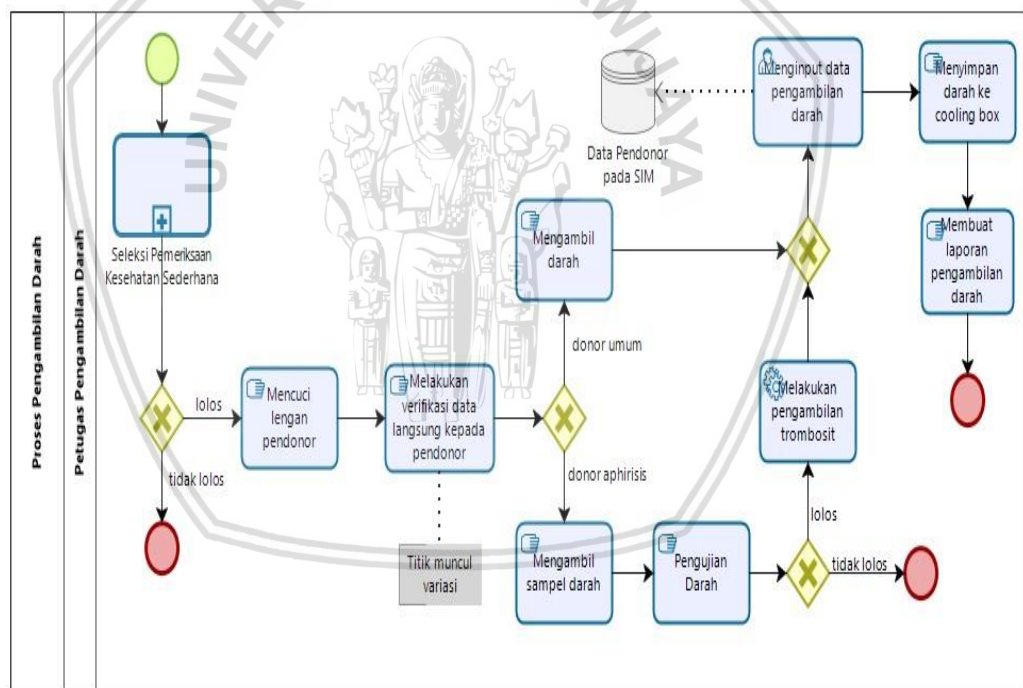 Proses Pengambilan Darah
Petugas Pengambilan Darah
Seleksi Pemeriksaan
Kesehatan Sederhana
lolos
tidak lolos
Mencuci
lengan
pendonor
Melakukan
verifikasi data
langsung kepada
pendonor
Titik muncul
variasi
donor umum
donor aphirisis
Mengambil
darah
Mengambil
sampel darah
Pengujian
Darah
lolos
tidak lolos
Melakukan
pengambilan
trombosit
Menginput data
pengambilan
darah
Data Pendonor
pada SIM
Menyimpan
darah ke
cooling box
Membuat
laporan
pengambilan
darah